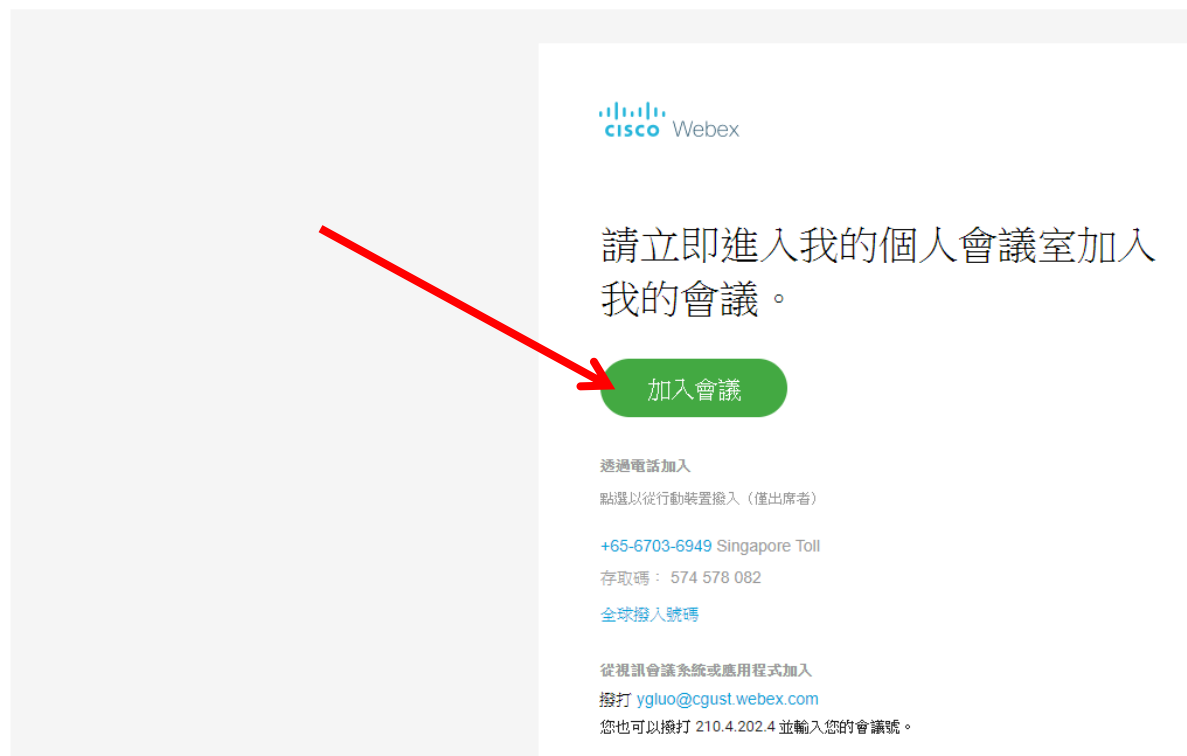 CISCO Webex
請立即進入我的個人會議室加入
我的會議。
加入會議
透過電話加入
點選以從行動裝置撥入（僅出席者）
+65-6703-6949 Singapore Toll
存取碼： 574 578 082
全球撥入號碼
從視訊會議系統或應用程式加入
撥打 ygluo@cgust.webex.com
您也可以撥打 210.4.202.4 並輸入您的會議號。